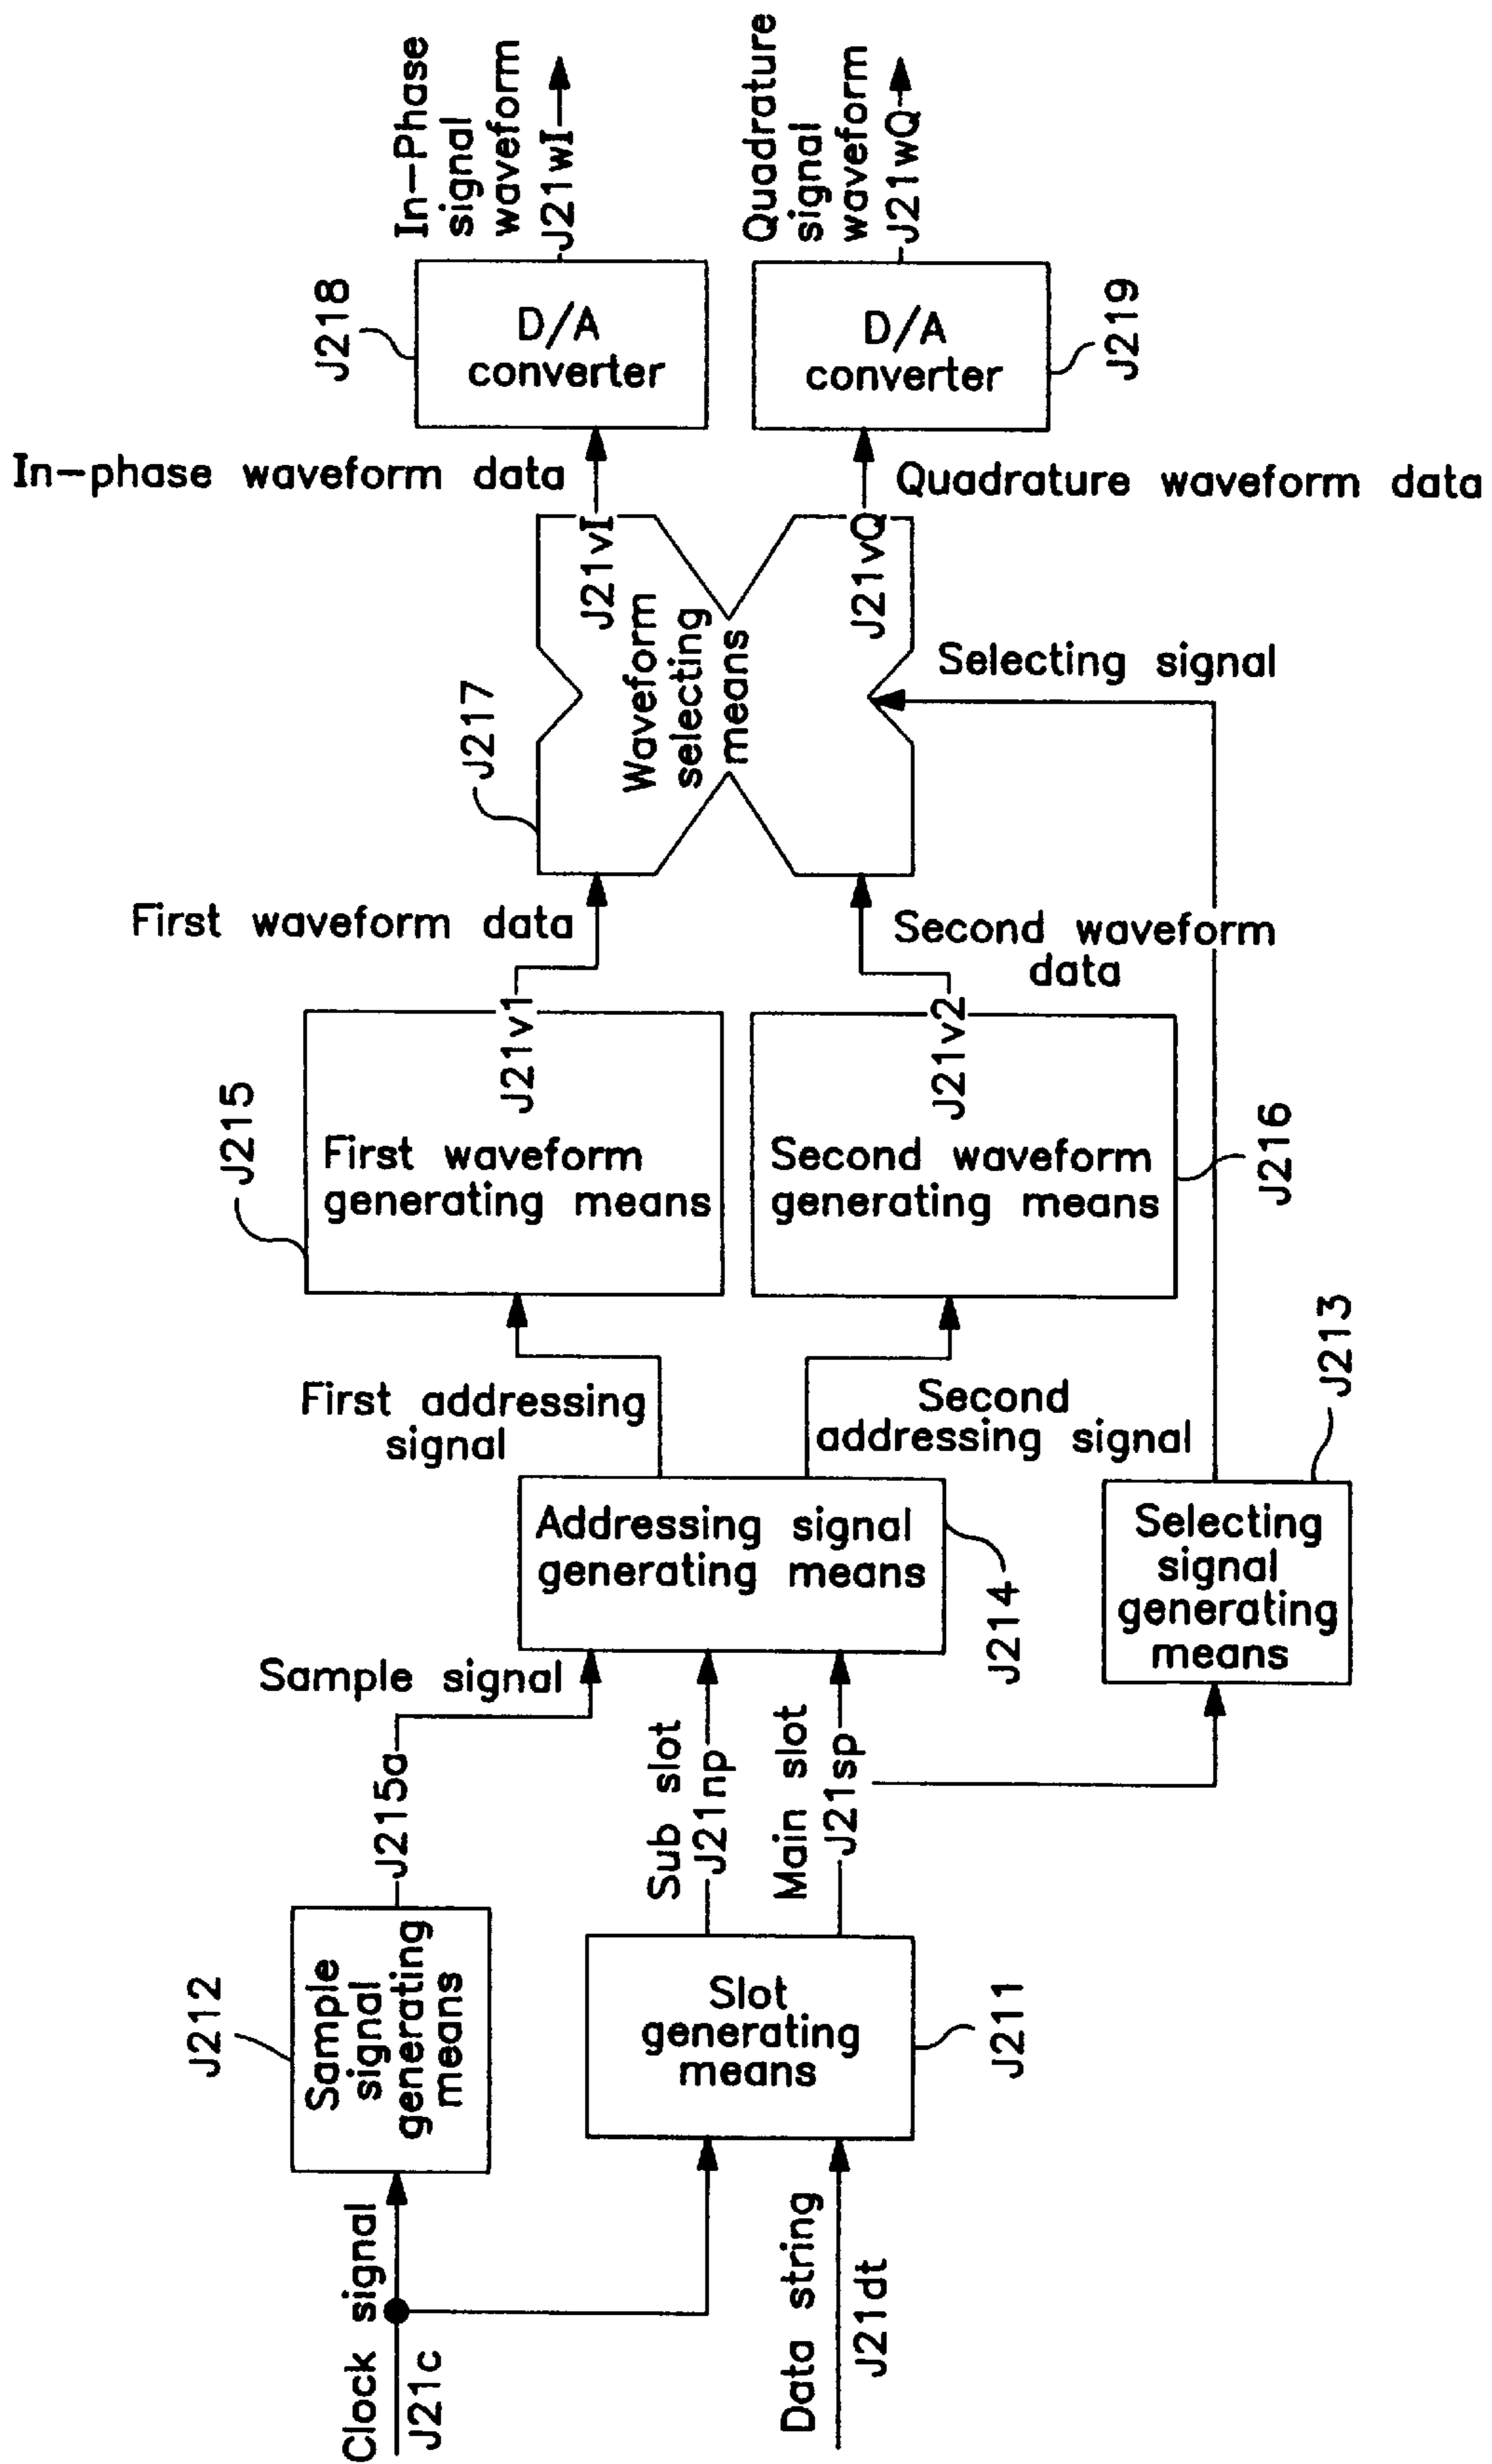 Clock signal
J21c
Data string
J21dt
J212
Sample
signal
generating
means
Slot
generating
means
J211
J215a
Sample signal
Sub slot
J21np
Main slot
J21sp
Addressing signal
generating means
J214
Selecting
signal
generating
means
J213
First addressing
signal
Second
addressing signal
J215
First waveform
generating means
J21v1
Second waveform
generating means
J21v2
J216
First waveform data
Second waveform
data
J217
Waveform
selecting
means
J21vI
J21vQ
Selecting signal
In-phase waveform data
Quadrature waveform data
J218
D/A
converter
D/A
converter
J219
In-Phase
signal
waveform
J21wI
Quadrature
signal
waveform
J21wQ